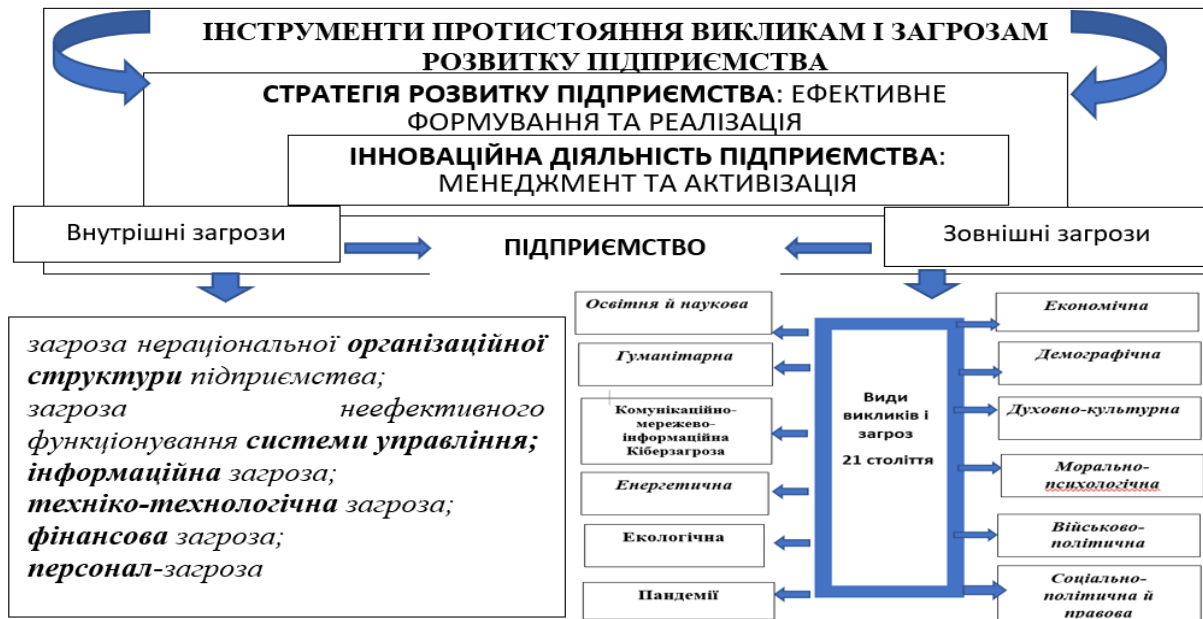 ІНСТРУМЕНТИ ПРОТИСТОЯННЯ ВИКЛИКАМ І ЗАГРОЗАМ
РОЗВИТКУ ПІДПРИЄМСТВА
СТРАТЕГІЯ РОЗВИТКУ ПІДПРИЄМСТВА: ЕФЕКТИВНЕ
ФОРМУВАННЯ ТА РЕАЛІЗАЦІЯ
ІННОВАЦІЙНА ДІЯЛЬНІСТЬ ПІДПРИЄМСТВА:
МЕНЕДЖМЕНТ ТА АКТИВІЗАЦІЯ
Внутрішні загрози
ПІДПРИЄМСТВО
Зовнішні загрози
загроза нераціональної організаційної
структури підприємства;
загроза неефективного
функціонування системи управління;
інформаційна загроза;
техніко-технологічна загроза;
фінансова загроза;
персонал-загроза
Освітня й наукова
Гуманітарна
Комунікаційно-
мережево-
інформаційна
Кіберзагроза
Енергетична
Екологічна
Пандемії
Види
викликів і
загроз
21 століття
Економічна
Демографічна
Духовно-культурна
Морально-
психологічна
Військово-
політична
Соціально-
політична й
правова